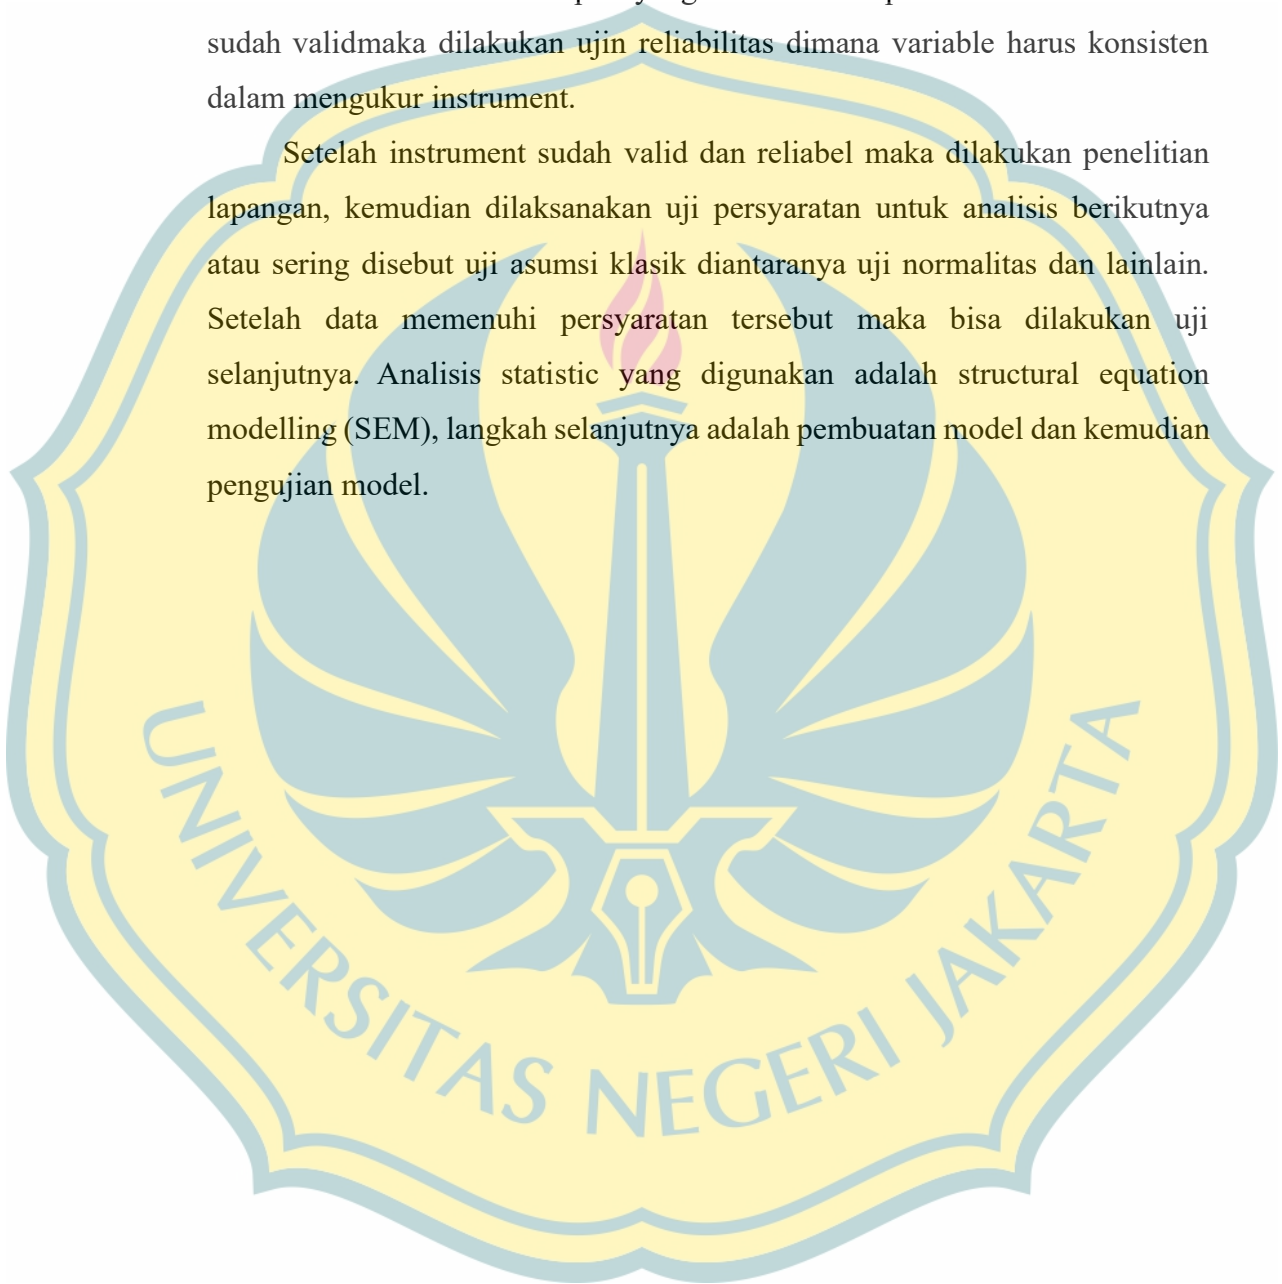 sudah validmaka dilakukan ujin reliabilitas dimana variable harus konsisten
dalam mengukur instrument.
Setelah instrument sudah valid dan reliabel maka dilakukan penelitian
lapangan, kemudian dilaksanakan uji persyaratan untuk analisis berikutnya
atau sering disebut uji asumsi klasik diantaranya uji normalitas dan lainlain.
Setelah data memenuhi persyaratan tersebut maka bisa dilakukan uji
selanjutnya. Analisis statistic yang digunakan adalah structural equation
modelling (SEM), langkah selanjutnya adalah pembuatan model dan kemudian
pengujian model.
UNIVERSITAS NEGERI JAKARTA